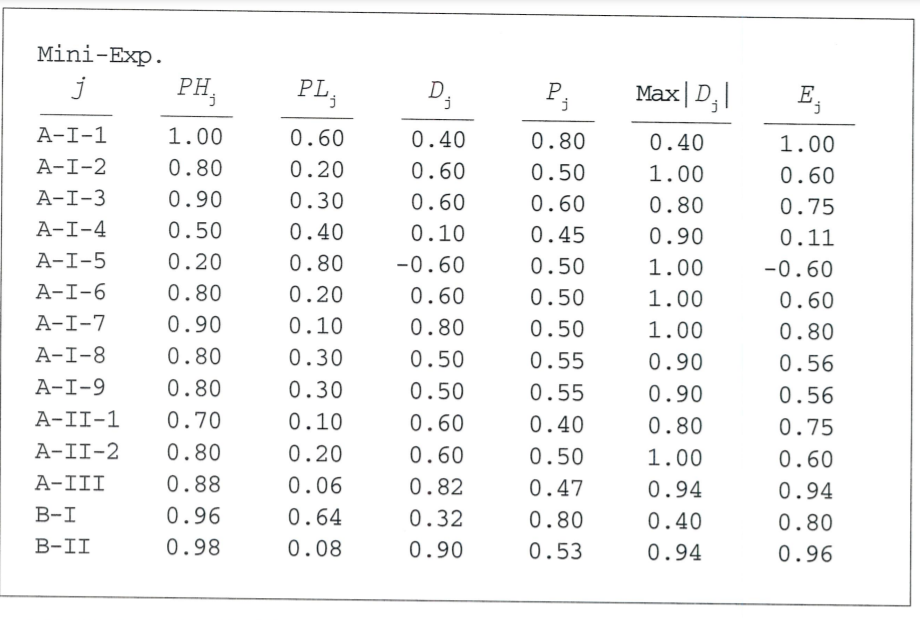 Mini-Exp.
j PHj PLj Dj Pj Max|Dj| Ej
A-I-1 1.00 0.60 0.40 0.80 0.40 1.00
A-I-2 0.80 0.20 0.60 0.50 1.00 0.60
A-I-3 0.90 0.30 0.60 0.60 0.80 0.75
A-I-4 0.50 0.40 0.10 0.45 0.90 0.11
A-I-5 0.20 0.80 -0.60 0.50 1.00 -0.60
A-I-6 0.80 0.20 0.60 0.50 1.00 0.60
A-I-7 0.90 0.10 0.80 0.50 1.00 0.80
A-I-8 0.80 0.30 0.50 0.55 0.90 0.56
A-I-9 0.80 0.30 0.50 0.55 0.90 0.56
A-II-1 0.70 0.10 0.60 0.40 0.80 0.75
A-II-2 0.80 0.20 0.60 0.50 1.00 0.60
A-III 0.88 0.06 0.82 0.47 0.94 0.94
B-I 0.96 0.64 0.32 0.80 0.40 0.80
B-II 0.98 0.08 0.90 0.53 0.94 0.96